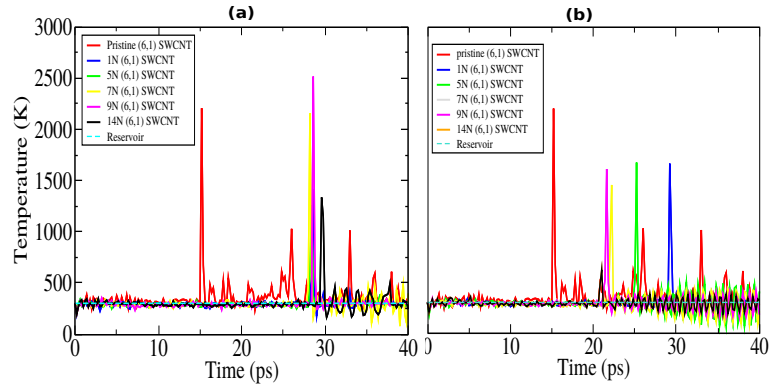 (a)
(b)
Temperature (K)
3000
2500
2000
1500
1000
500
0
Pristine (6,1) SWCNT
1N (6,1) SWCNT
5N (6,1) SWCNT
7N (6,1) SWCNT
9N (6,1) SWCNT
14N (6,1) SWCNT
Reservoir
0
10
20
30
40
Time (ps)
pristine (6,1) SWCNT
1N (6,1) SWCNT
5N (6,1) SWCNT
7N (6,1) SWCNT
9N (6,1) SWCNT
14N (6,1) SWCNT
Reservoir
0
10
20
30
40
Time (ps)